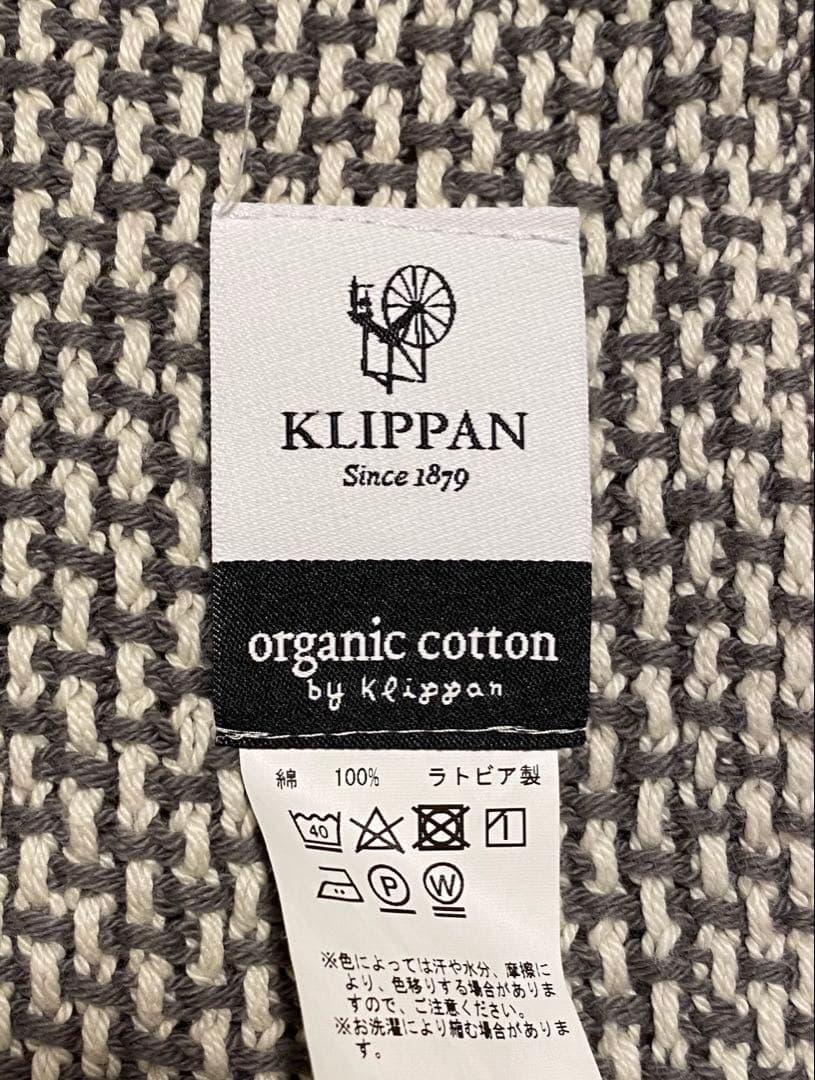 KLIPPAN
Since 1879
organic cotton
by klippan
綿 100% ラトビア製
40
P W
※色によっては汗や水分、摩擦に
より、色移りする場合がありま
すので、ご注意ください。
※お洗濯により縮む場合がありま
す。